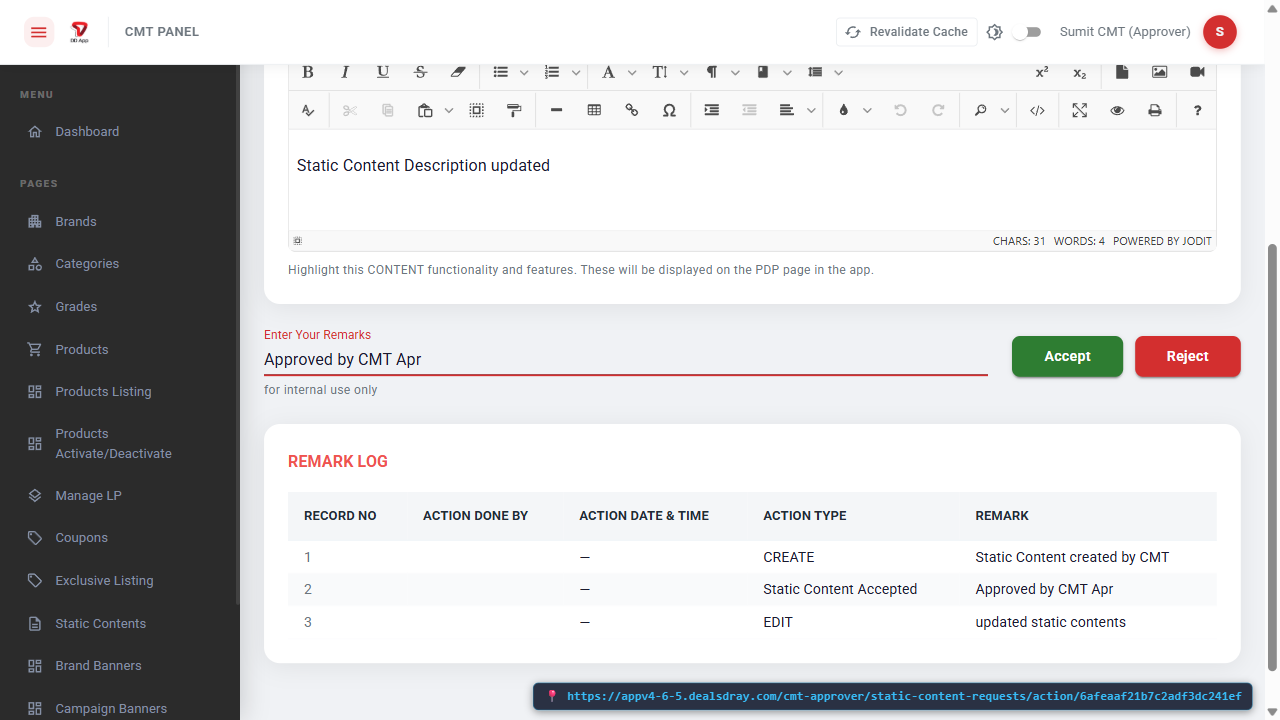 DD App
CMT PANEL
Revalidate Cache
Sumit CMT (Approver)
S
MENU
Dashboard
PAGES
Brands
Categories
Grades
Products
Products Listing
Products
Activate/Deactivate
Manage LP
Coupons
Exclusive Listing
Static Contents
Brand Banners
Campaign Banners
Static Content Description updated
CHARS: 31 WORDS: 4 POWERED BY JODIT
Highlight this CONTENT functionality and features. These will be displayed on the PDP page in the app.
Enter Your Remarks
Approved by CMT Apr
for internal use only
Accept
Reject
REMARK LOG
RECORD NO ACTION DONE BY ACTION DATE & TIME ACTION TYPE REMARK
1 — CREATE Static Content created by CMT
2 — Static Content Accepted Approved by CMT Apr
3 — EDIT updated static contents
https://appv4-6-5.dealsdray.com/cmt-approver/static-content-requests/action/6afeaaf21b7c2adf3dc241ef